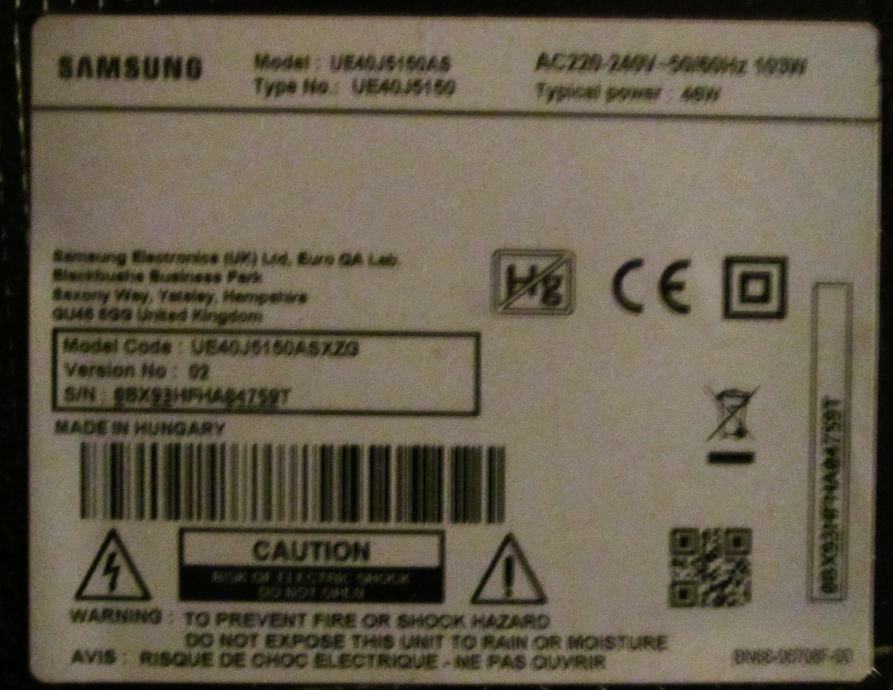 SAMSUNG
Model : UE40J5150AS
Type No.: UE40J5150
AC220-240V~50/60Hz 103W
Typical power : 46W
Samsung Electronics (UK) Ltd, Euro QA Lab.
Blackbushe Business Park
Saxony Way, Yateley, Hampshire
GU46 6GG United Kingdom
Hg
CE
Model Code : UE40J5150ASXZG
Version No : 02
S/N : 0BX93HFHA04759T
MADE IN HUNGARY
0BX93HFHA04759T
CAUTION
RISK OF ELECTRIC SHOCK
DO NOT OPEN
WARNING : TO PREVENT FIRE OR SHOCK HAZARD
DO NOT EXPOSE THIS UNIT TO RAIN OR MOISTURE
AVIS : RISQUE DE CHOC ELECTRIQUE - NE PAS OUVRIR